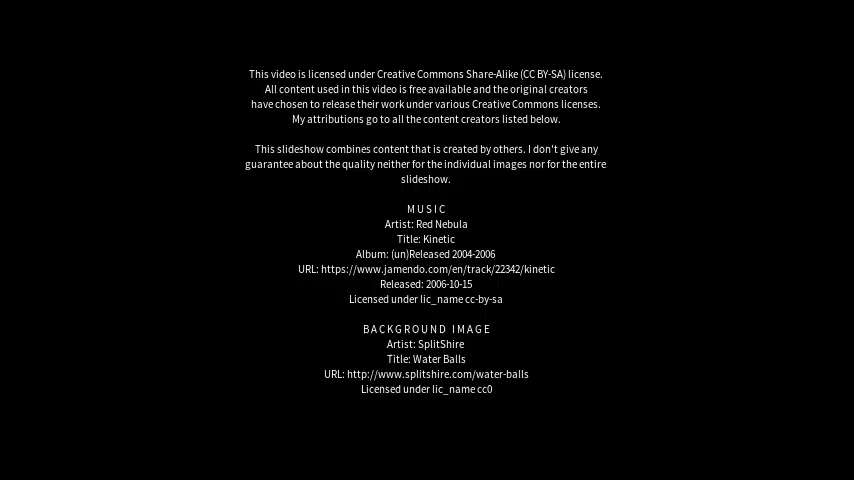 This video is licensed under Creative Commons Share-Alike (CC BY-SA) license.
All content used in this video is free available and the original creators
have chosen to release their work under various Creative Commons licenses.
My attributions go to all the content creators listed below.
This slideshow combines content that is created by others. I don't give any
guarantee about the quality neither for the individual images nor for the entire
slideshow.
MUSIC
Artist: Red Nebula
Title: Kinetic
Album: (un)Released 2004-2006
URL: https://www.jamendo.com/en/track/22342/kinetic
Released: 2006-10-15
Licensed under lic_name cc-by-sa
BACKGROUND IMAGE
Artist: SplitShire
Title: Water Balls
URL: http://www.splitshire.com/water-balls
Licensed under lic_name cc0